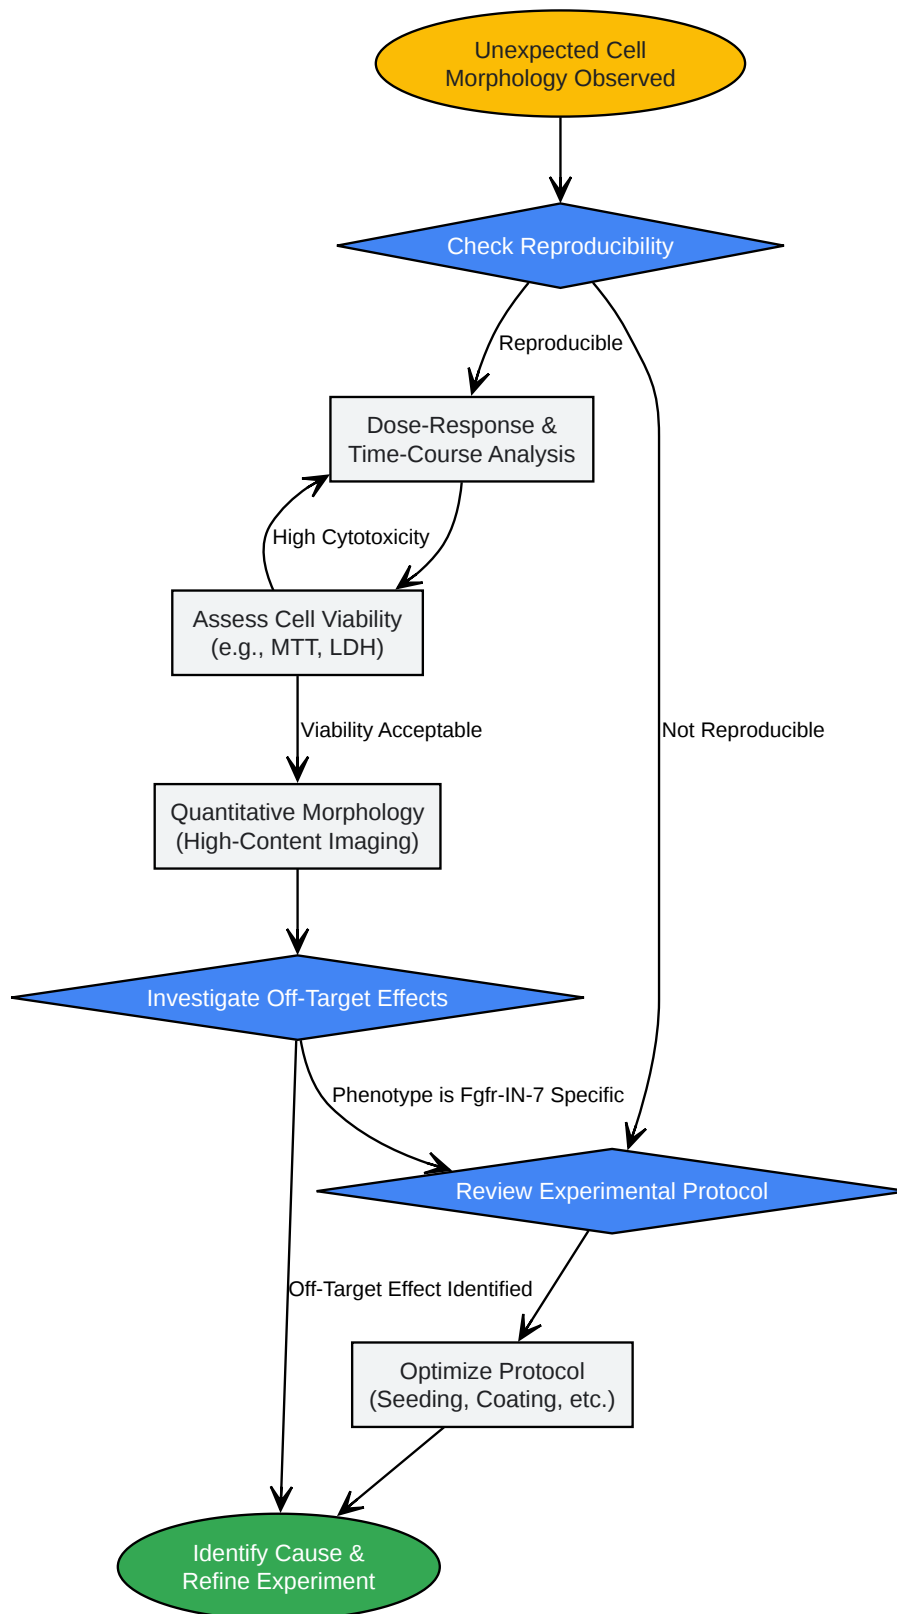 Unexpected Cell
Morphology Observed
Check Reproducibility
Reproducible
Dose-Response &
Time-Course Analysis
High Cytotoxicity
Assess Cell Viability
(e.g., MTT, LDH)
Viability Acceptable
Not Reproducible
Quantitative Morphology
(High-Content Imaging)
Investigate Off-Target Effects
Phenotype is Fgfr-IN-7 Specific
Review Experimental Protocol
Off-Target Effect Identified
Optimize Protocol
(Seeding, Coating, etc.)
Identify Cause &
Refine Experiment